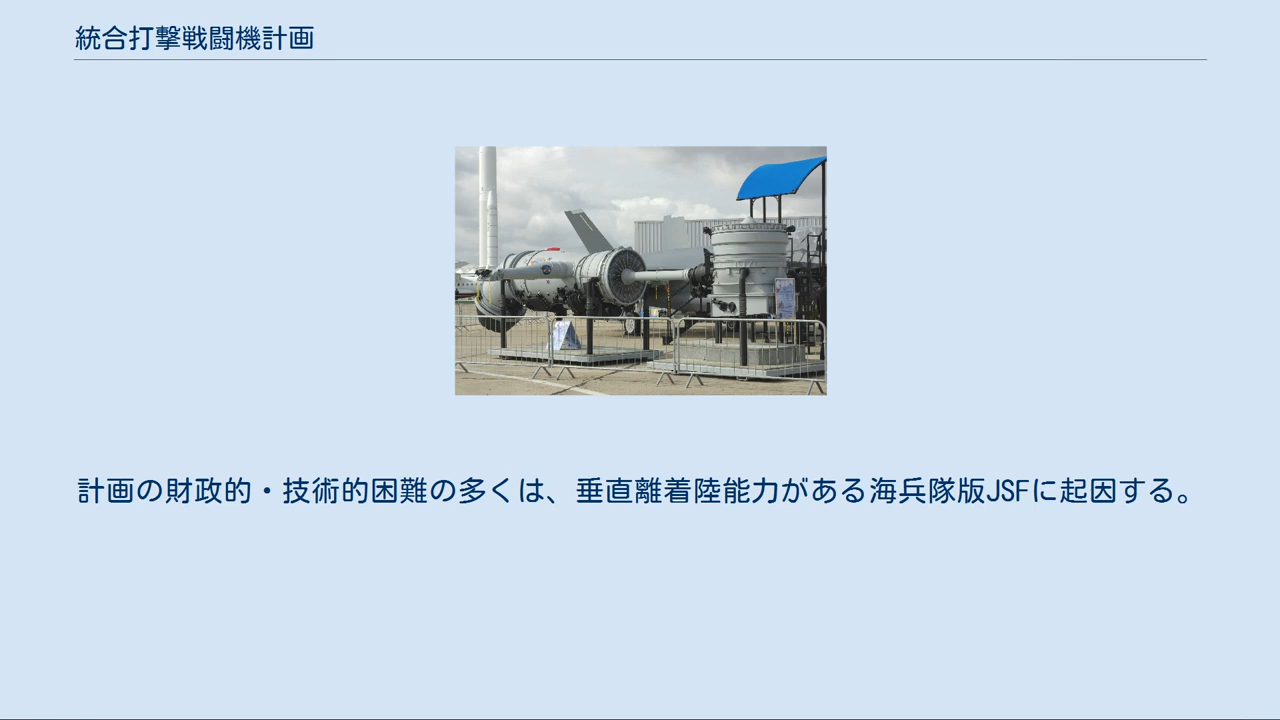 統合打撃戦闘機計画
計画の財政的・技術的困難の多くは、垂直離着陸能力がある海兵隊版JSFに起因する。